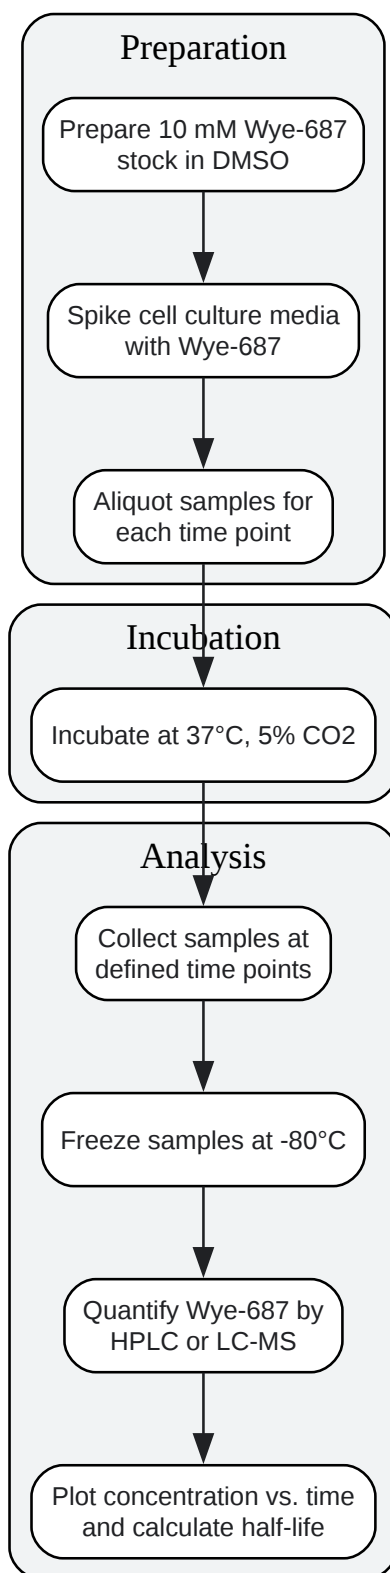 Preparation
Prepare 10 mM Wye-687
stock in DMSO
Spike cell culture media
with Wye-687
Aliquot samples for
each time point
Incubation
Incubate at 37°C, 5% CO2
Analysis
Collect samples at
defined time points
Freeze samples at -80°C
Quantify Wye-687 by
HPLC or LC-MS
Plot concentration vs. time
and calculate half-life